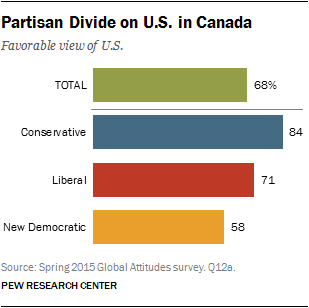 Partisan Divide on U.S. in Canada
Favorable view of U.S.
TOTAL 68%
Conservative 84
Liberal 71
New Democratic 58
Source: Spring 2015 Global Attitudes survey. Q12a.
PEW RESEARCH CENTER